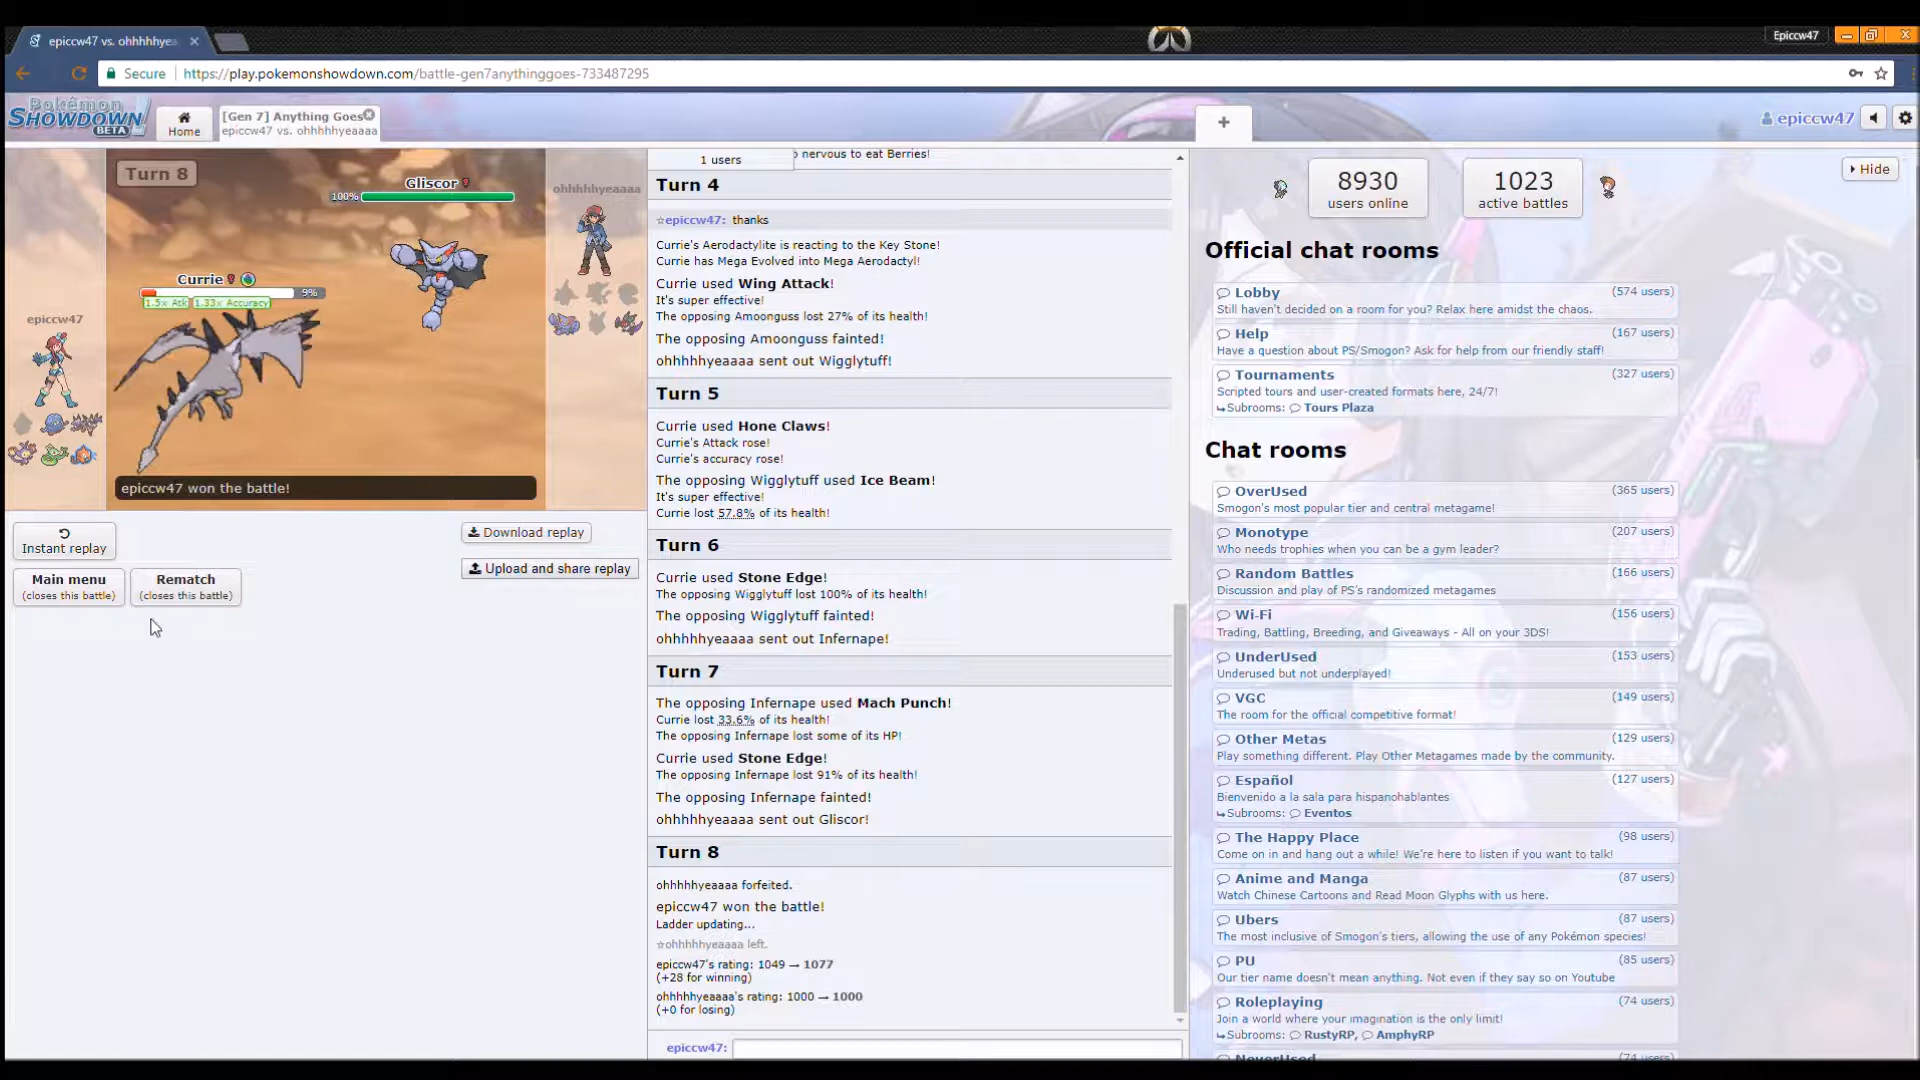 epiccw47 vs. ohhhhhyea
Epiccw47
Secure
https://play.pokemonshowdown.com/battle-gen7anythinggoes-733487295
Pokémon
SHOWDOWN
BETA
Home
[Gen 7] Anything Goes
epiccw47 vs. ohhhhhyeaaaa
+
epiccw47
Turn 8
Gliscor
100%
ohhhhhyeaaaa
Currie
9%
1.5× Atk 1.33× Accuracy
epiccw47
epiccw47 won the battle!
Instant replay
Download replay
Upload and share replay
Main menu
(closes this battle)
Rematch
(closes this battle)
1 users
nervous to eat Berries!
Turn 4
☆epiccw47: thanks
Currie's Aerodactylite is reacting to the Key Stone!
Currie has Mega Evolved into Mega Aerodactyl!
Currie used Wing Attack!
It's super effective!
The opposing Amoonguss lost 27% of its health!
The opposing Amoonguss fainted!
ohhhhhyeaaaa sent out Wigglytuff!
Turn 5
Currie used Hone Claws!
Currie's Attack rose!
Currie's accuracy rose!
The opposing Wigglytuff used Ice Beam!
It's super effective!
Currie lost 57.8% of its health!
Turn 6
Currie used Stone Edge!
The opposing Wigglytuff lost 100% of its health!
The opposing Wigglytuff fainted!
ohhhhhyeaaaa sent out Infernape!
Turn 7
The opposing Infernape used Mach Punch!
Currie lost 33.6% of its health!
The opposing Infernape lost some of its HP!
Currie used Stone Edge!
The opposing Infernape lost 91% of its health!
The opposing Infernape fainted!
ohhhhhyeaaaa sent out Gliscor!
Turn 8
ohhhhhyeaaaa forfeited.
epiccw47 won the battle!
Ladder updating...
☆ohhhhhyeaaaa left.
epiccw47's rating: 1049 → 1077
(+28 for winning)
ohhhhhyeaaaa's rating: 1000 → 1000
(+0 for losing)
epiccw47:
8930
users online
1023
active battles
Hide
Official chat rooms
Lobby (574 users)
Still haven't decided on a room for you? Relax here amidst the chaos.
Help (167 users)
Have a question about PS/Smogon? Ask for help from our friendly staff!
Tournaments (327 users)
Scripted tours and user-created formats here, 24/7!
Subrooms: Tours Plaza
Chat rooms
OverUsed (365 users)
Smogon's most popular tier and central metagame!
Monotype (207 users)
Who needs trophies when you can be a gym leader?
Random Battles (166 users)
Discussion and play of PS's randomized metagames
Wi-Fi (156 users)
Trading, Battling, Breeding, and Giveaways - All on your 3DS!
UnderUsed (153 users)
Underused but not underplayed!
VGC (149 users)
The room for the official competitive format!
Other Metas (129 users)
Play something different. Play Other Metagames made by the community.
Español (127 users)
Bienvenido a la sala para hispanohablantes
Subrooms: Eventos
The Happy Place (98 users)
Come on in and hang out a while! We're here to listen if you want to talk!
Anime and Manga (87 users)
Watch Chinese Cartoons and Read Moon Glyphs with us here.
Ubers (87 users)
The most inclusive of Smogon's tiers, allowing the use of any Pokémon species!
PU (85 users)
Our tier name doesn't mean anything. Not even if they say so on Youtube
Roleplaying (74 users)
Join a world where your imagination is the only limit!
Subrooms: RustyRP, AmphyRP
NeverUsed (74 users)